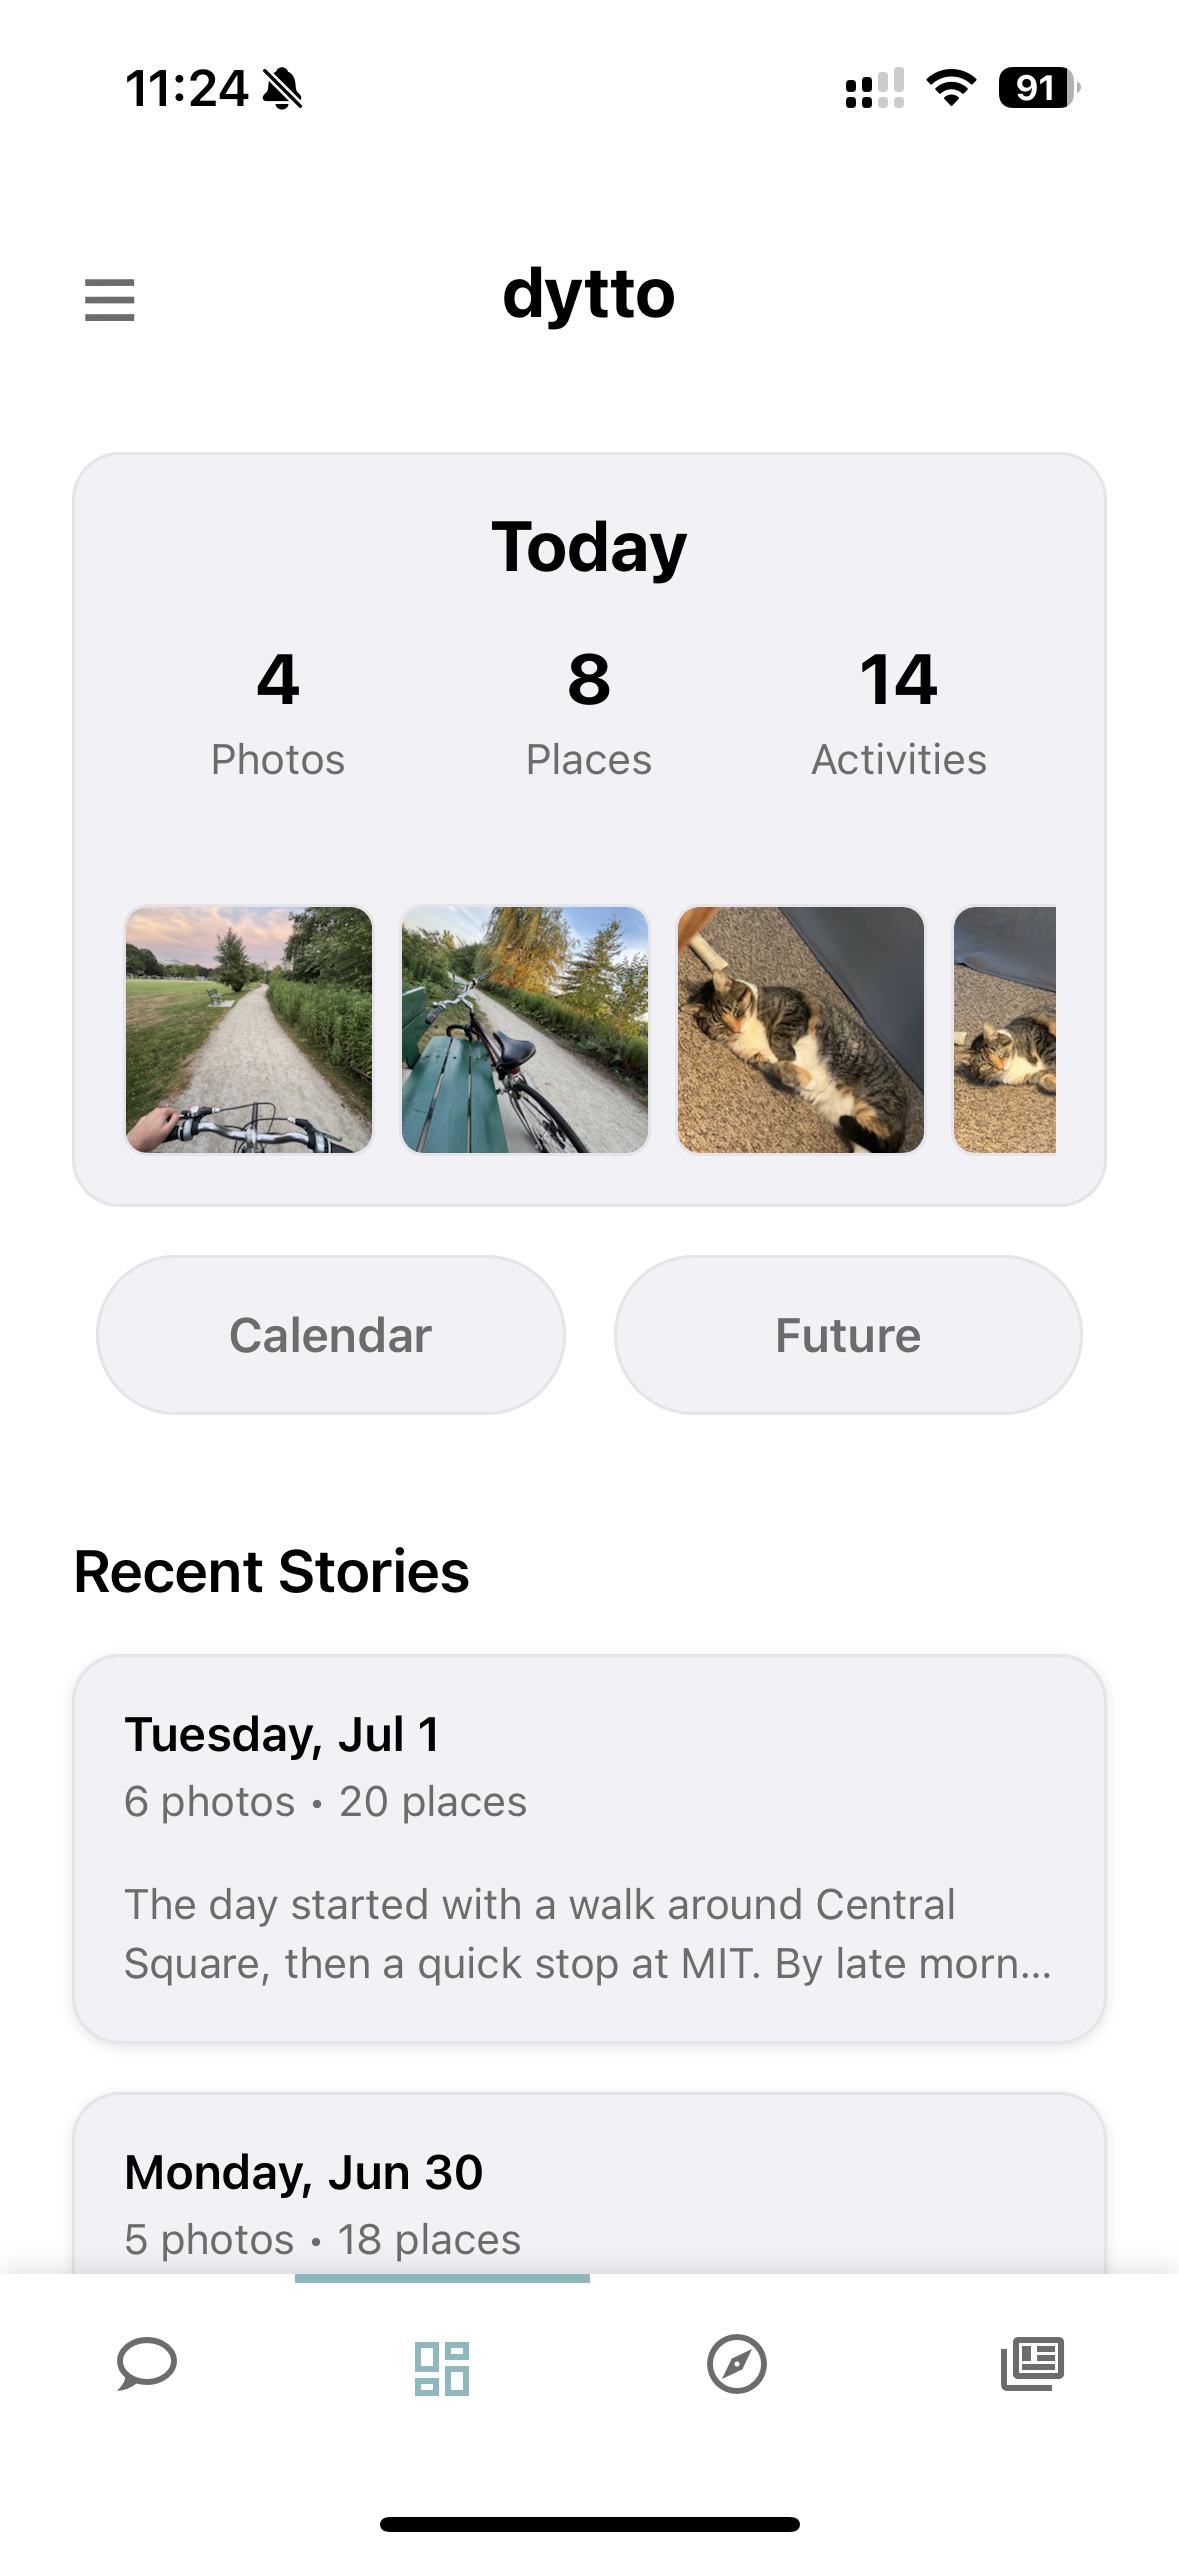 11:24
91
dytto
Today
4 8 14
Photos Places Activities
Calendar Future
Recent Stories
Tuesday, Jul 1
6 photos • 20 places
The day started with a walk around Central
Square, then a quick stop at MIT. By late morn...
Monday, Jun 30
5 photos • 18 places